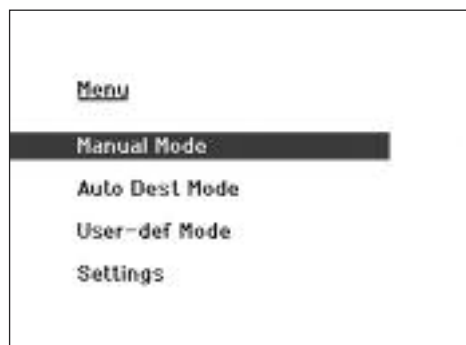 Menu
Manual Mode
Auto Dest Mode
User-def Mode
Settings